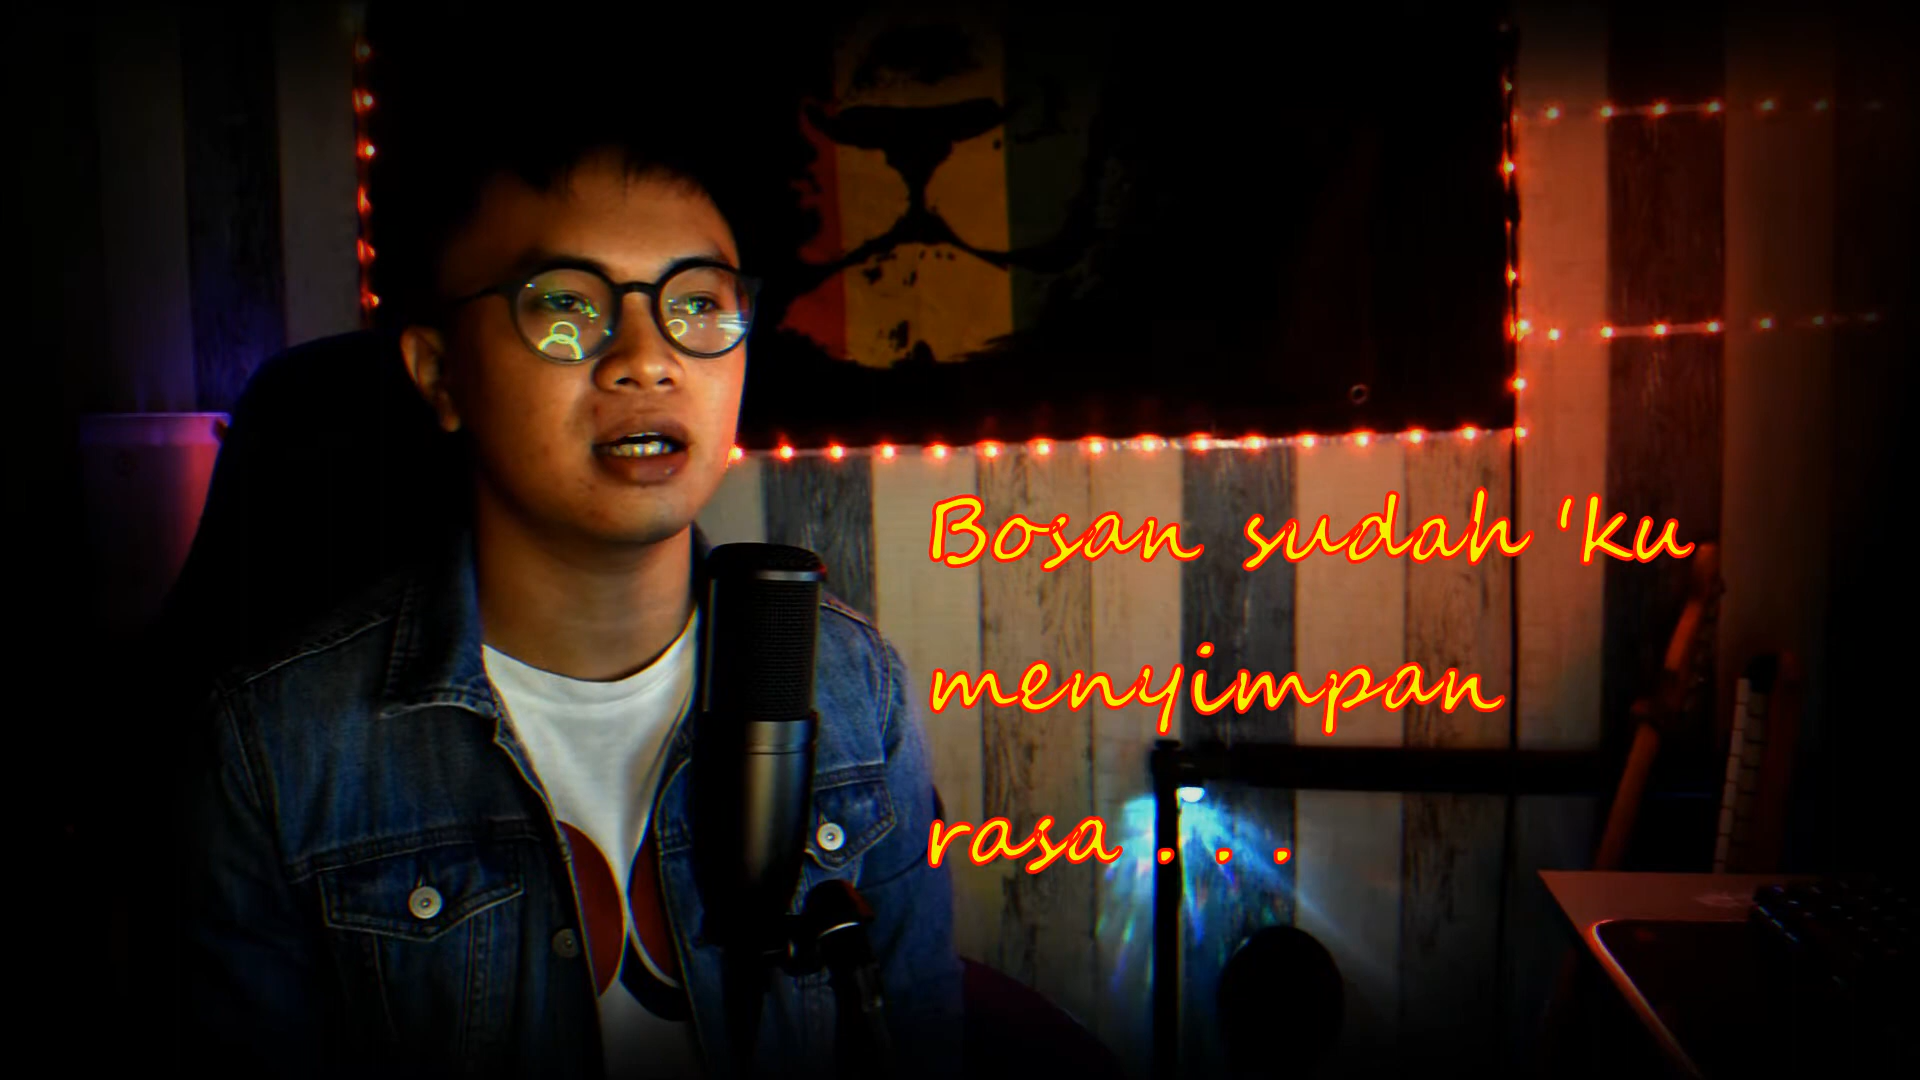 Bosan sudah 'ku
menyimpan
rasa . . .